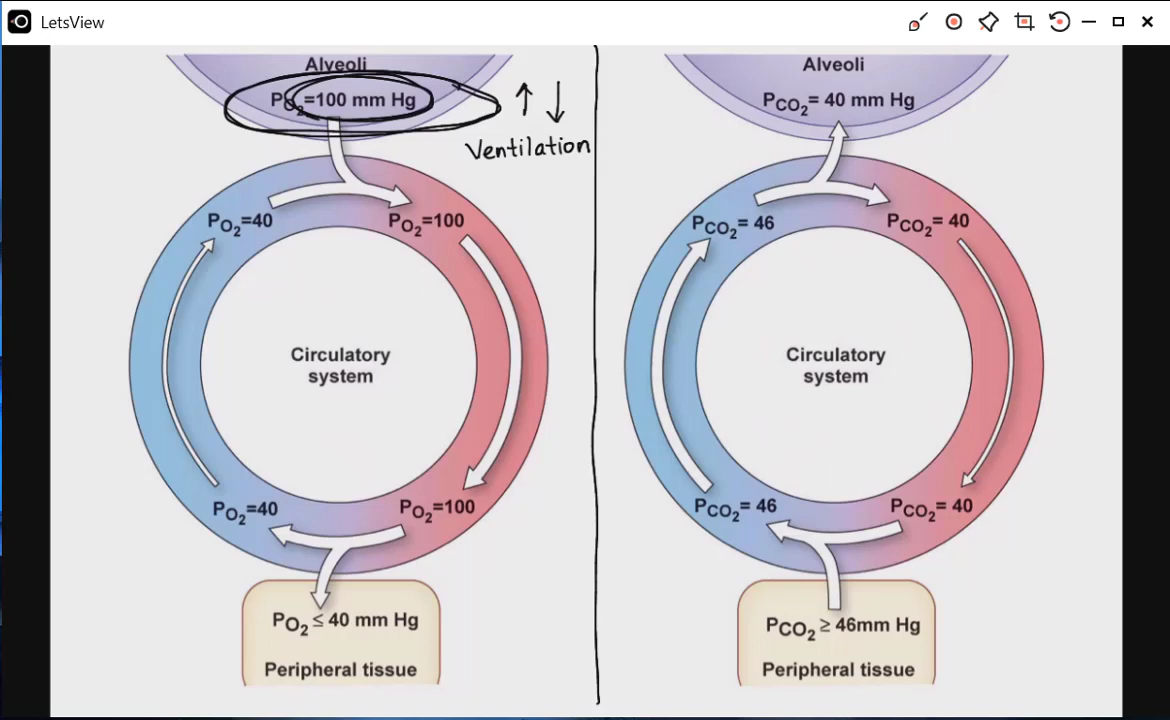 LetsView
Alveoli
PO2=100 mm Hg
↑ ↓
Ventilation
PO2=40
PO2=100
Circulatory
system
PO2=40
PO2=100
PO2 ≤ 40 mm Hg
Peripheral tissue
Alveoli
PCO2= 40 mm Hg
PCO2= 46
PCO2= 40
Circulatory
system
PCO2= 46
PCO2= 40
PCO2 ≥ 46mm Hg
Peripheral tissue